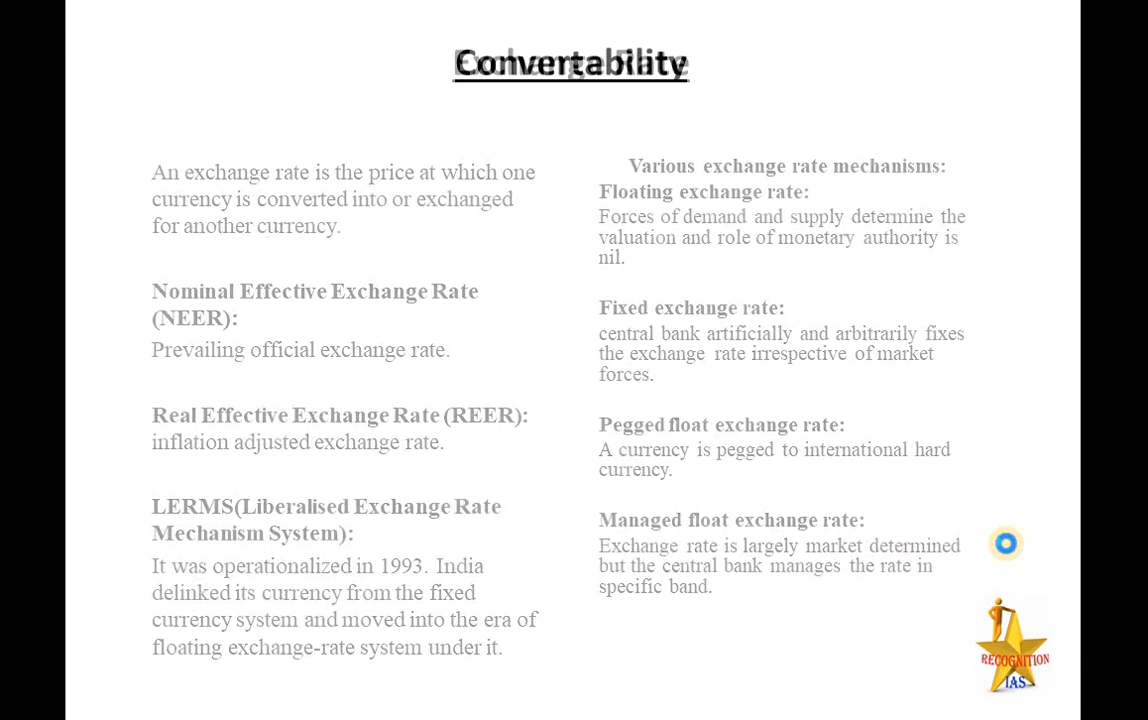 Convertability
Exchange Rate
An exchange rate is the price at which one
currency is converted into or exchanged
for another currency.
Nominal Effective Exchange Rate
(NEER):
Prevailing official exchange rate.
Real Effective Exchange Rate (REER):
inflation adjusted exchange rate.
LERMS(Liberalised Exchange Rate
Mechanism System):
It was operationalized in 1993. India
delinked its currency from the fixed
currency system and moved into the era of
floating exchange-rate system under it.
Various exchange rate mechanisms:
Floating exchange rate:
Forces of demand and supply determine the
valuation and role of monetary authority is
nil.
Fixed exchange rate:
central bank artificially and arbitrarily fixes
the exchange rate irrespective of market
forces.
Pegged float exchange rate:
A currency is pegged to international hard
currency.
Managed float exchange rate:
Exchange rate is largely market determined
but the central bank manages the rate in
specific band.
RECOGNITION
IAS